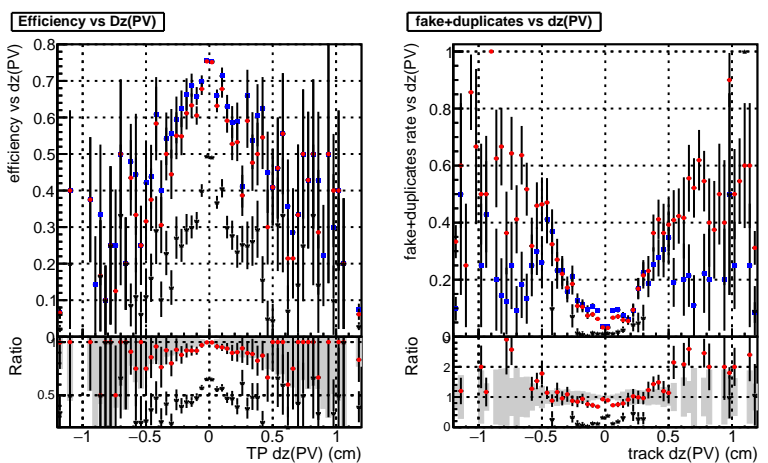 Efficiency vs Dz(PV)
efficiency vs dz(PV)
0.8
0.7
0.6
0.5
0.4
0.3
0.2
0.1
0
Ratio
1
0.5
−1 −0.5 0 0.5 1
TP dz(PV) (cm)
fake+duplicates vs dz(PV)
fake+duplicates rate vs dz(PV)
1
0.8
0.6
0.4
0.2
0
Ratio
2
1
0
−1 −0.5 0 0.5 1
track dz(PV) (cm)